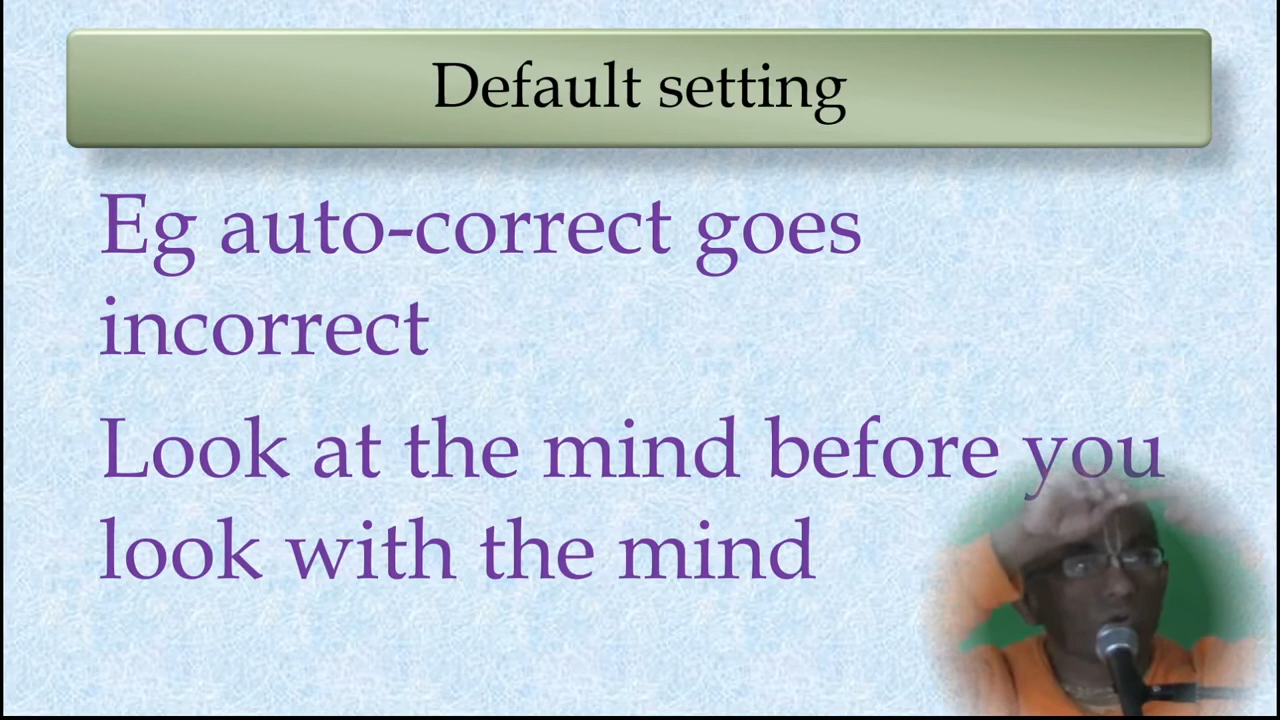 Default setting
Eg auto-correct goes
incorrect
Look at the mind before you
look with the mind